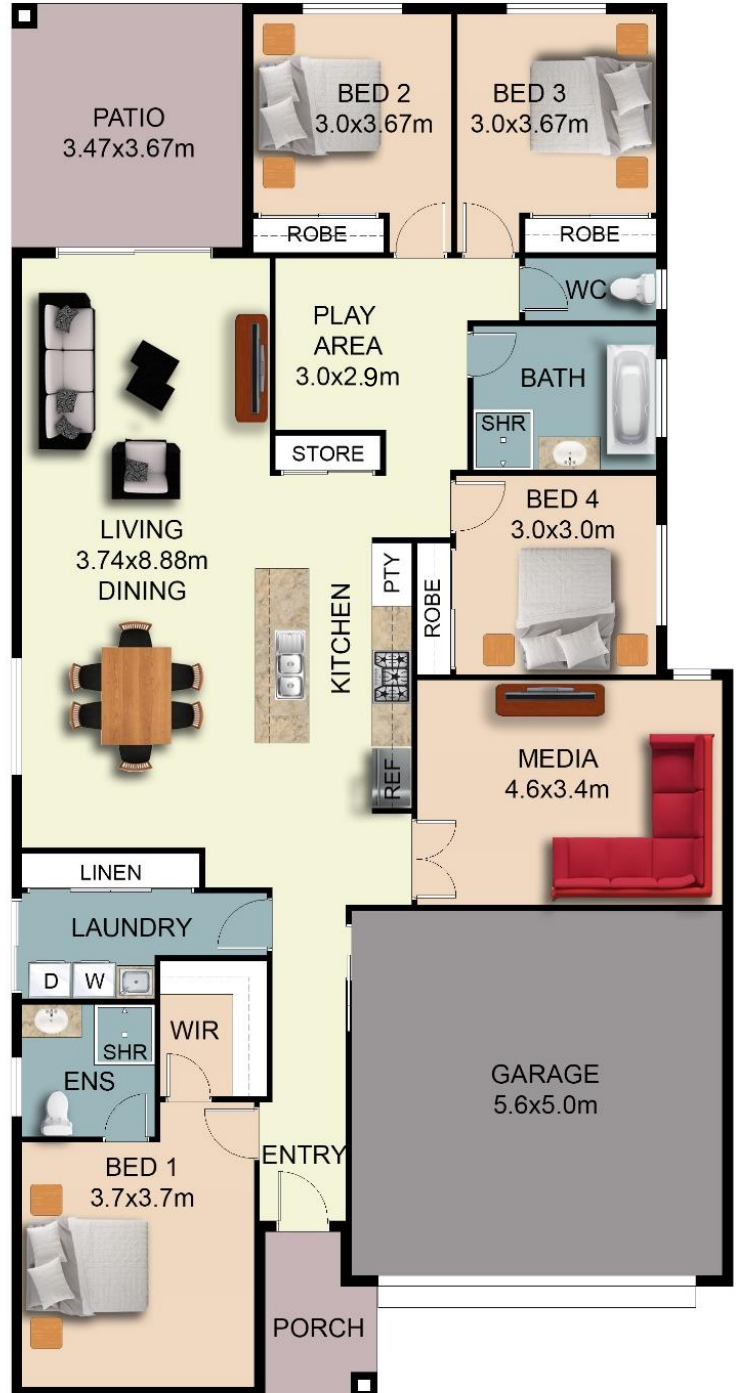 PATIO
3.47x3.67m
BED 2
3.0x3.67m
BED 3
3.0x3.67m
ROBE
ROBE
WC
PLAY
AREA
3.0x2.9m
BATH
SHR
STORE
BED 4
3.0x3.0m
LIVING
3.74x8.88m
DINING
KITCHEN
PTY
ROBE
REF
MEDIA
4.6x3.4m
LINEN
LAUNDRY
D
W
WIR
SHR
ENS
GARAGE
5.6x5.0m
ENTRY
BED 1
3.7x3.7m
PORCH